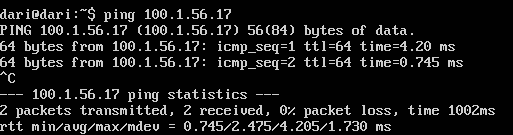 dari@dari:~$ ping 100.1.56.17
PING 100.1.56.17 (100.1.56.17) 56(84) bytes of data.
64 bytes from 100.1.56.17: icmp_seq=1 ttl=64 time=4.20 ms
64 bytes from 100.1.56.17: icmp_seq=2 ttl=64 time=0.745 ms
^C
--- 100.1.56.17 ping statistics ---
2 packets transmitted, 2 received, 0% packet loss, time 1002ms
rtt min/avg/max/mdev = 0.745/2.475/4.205/1.730 ms